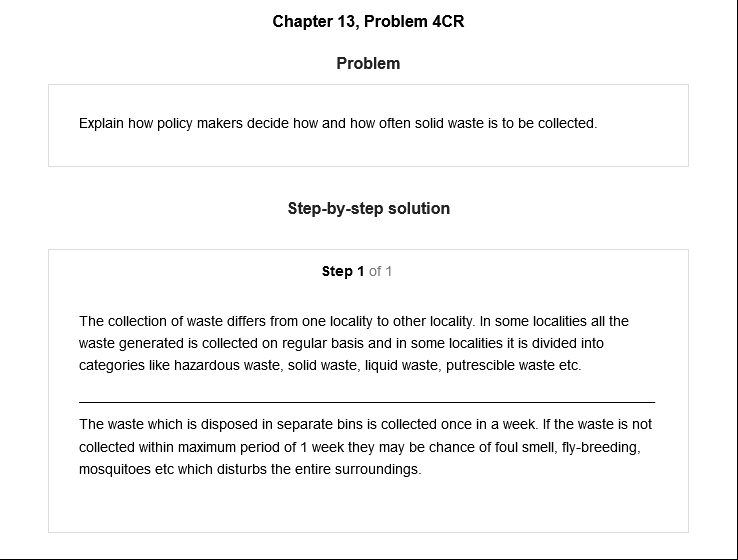 Chapter 13, Problem 4CR
Problem
Explain how policy makers decide how and how often solid waste is to be collected.
Step-by-step solution
Step 1 of 1
The collection of waste differs from one locality to other locality. In some localities all the
waste generated is collected on regular basis and in some localities it is divided into
categories like hazardous waste, solid waste, liquid waste, putrescible waste etc.
The waste which is disposed in separate bins is collected once in a week. If the waste is not
collected within maximum period of 1 week they may be chance of foul smell, fly-breeding,
mosquitoes etc which disturbs the entire surroundings.